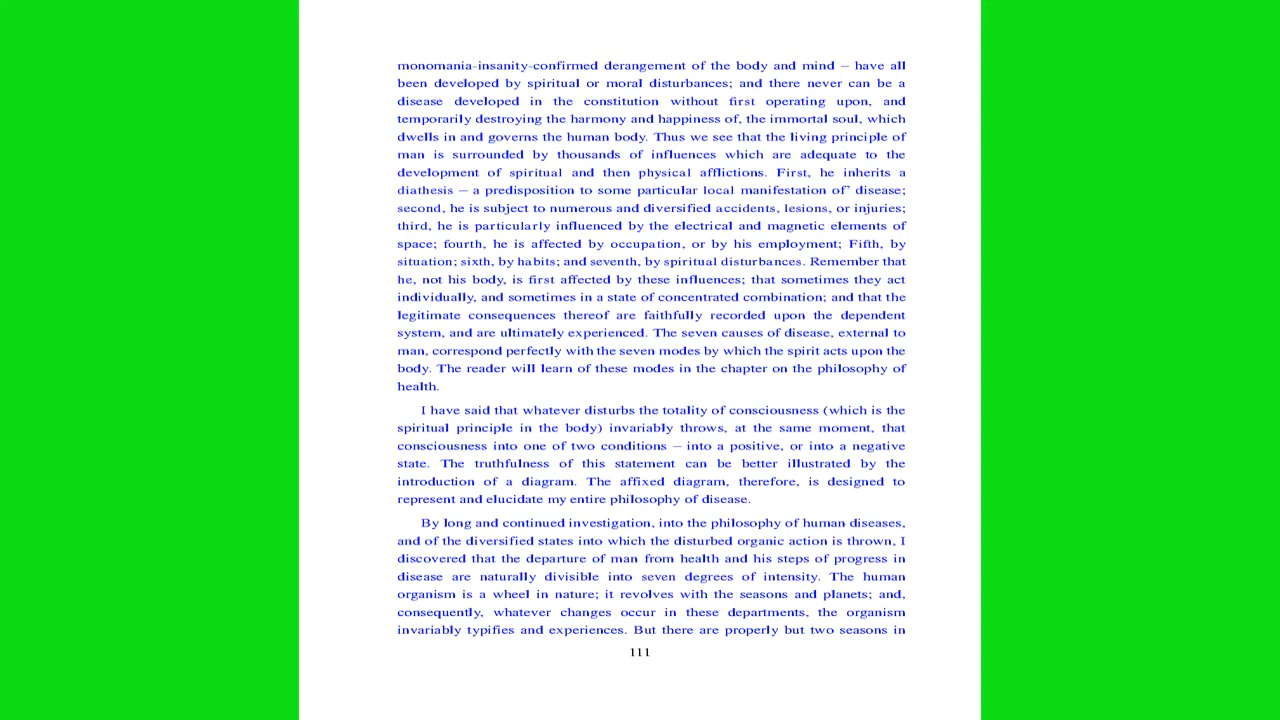 monomania-insanity-confirmed derangement of the body and mind – have all
been developed by spiritual or moral disturbances; and there never can be a
disease developed in the constitution without first operating upon, and
temporarily destroying the harmony and happiness of, the immortal soul, which
dwells in and governs the human body. Thus we see that the living principle of
man is surrounded by thousands of influences which are adequate to the
development of spiritual and then physical afflictions. First, he inherits a
diathesis – a predisposition to some particular local manifestation of’ disease;
second, he is subject to numerous and diversified accidents, lesions, or injuries;
third, he is particularly influenced by the electrical and magnetic elements of
space; fourth, he is affected by occupation, or by his employment; Fifth, by
situation; sixth, by habits; and seventh, by spiritual disturbances. Remember that
he, not his body, is first affected by these influences; that sometimes they act
individually, and sometimes in a state of concentrated combination; and that the
legitimate consequences thereof are faithfully recorded upon the dependent
system, and are ultimately experienced. The seven causes of disease, external to
man, correspond perfectly with the seven modes by which the spirit acts upon the
body. The reader will learn of these modes in the chapter on the philosophy of
health.
I have said that whatever disturbs the totality of consciousness (which is the
spiritual principle in the body) invariably throws, at the same moment, that
consciousness into one of two conditions – into a positive, or into a negative
state. The truthfulness of this statement can be better illustrated by the
introduction of a diagram. The affixed diagram, therefore, is designed to
represent and elucidate my entire philosophy of disease.
By long and continued investigation, into the philosophy of human diseases,
and of the diversified states into which the disturbed organic action is thrown, I
discovered that the departure of man from health and his steps of progress in
disease are naturally divisible into seven degrees of intensity. The human
organism is a wheel in nature; it revolves with the seasons and planets; and,
consequently, whatever changes occur in these departments, the organism
invariably typifies and experiences. But there are properly but two seasons in
111